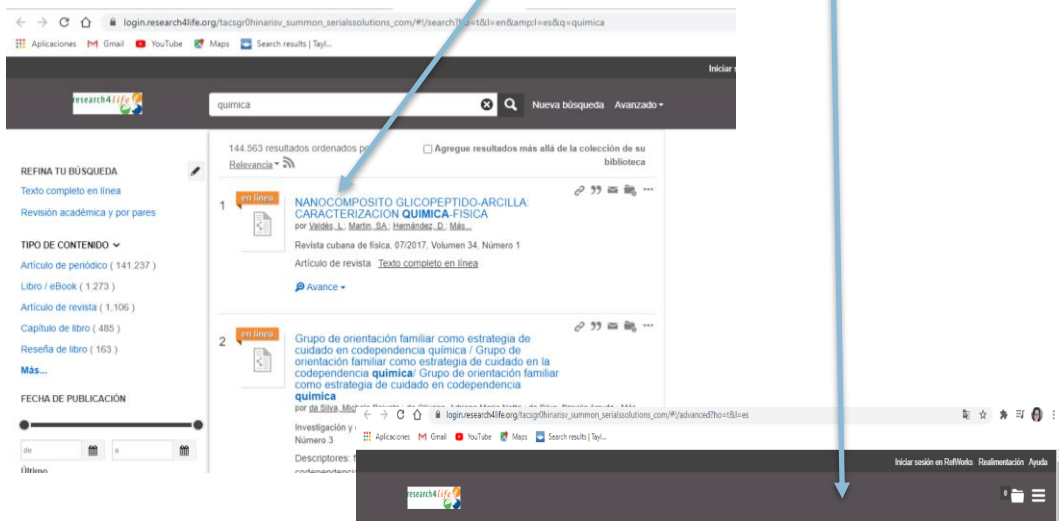 login.research4life.org/tacsgr0hinarisv_summon_serialssolutions_com/#!/search?ho=t&l=en&amp;l=es&q=quimica
Aplicaciones Gmail YouTube Maps Search results | Tayl...
Iniciar
research4life
quimica Nueva búsqueda Avanzado
144.563 resultados ordenados
Relevancia
Agregue resultados más allá de la colección de su
biblioteca
REFINA TU BÚSQUEDA
Texto completo en línea
Revisión académica y por pares
TIPO DE CONTENIDO
Artículo de periódico ( 141.237 )
Libro / eBook ( 1.273 )
Artículo de revista ( 1,106 )
Capítulo de libro ( 485 )
Reseña de libro ( 163 )
Más...
FECHA DE PUBLICACIÓN
de a
Último
1
en línea
NANOCOMPOSITO GLICOPEPTIDO-ARCILLA:
CARACTERIZACION QUIMICA-FISICA
por Valdés, L.; Martin, SA; Hernández, D.; Más...
Revista cubana de física, 07/2017, Volumen 34, Número 1
Artículo de revista Texto completo en línea
Avance
2
en línea
Grupo de orientación familiar como estrategia de
cuidado en codependencia química / Grupo de
orientación familiar como estrategia de cuidado en la
codependencia quimica/ Grupo de orientación familiar
como estrategia de cuidado en codependencia
quimica
por da Silva,
Investigación y
Número 3
Descriptores:
codependencia
login.research4life.org/tacsgr0hinarisv_summon_serialssolutions_com/#!/advanced?ho=t&l=es
Aplicaciones Gmail YouTube Maps Search results | Tayl...
Iniciar sesión en RefWorks Realimentación Ayuda
research4life
0